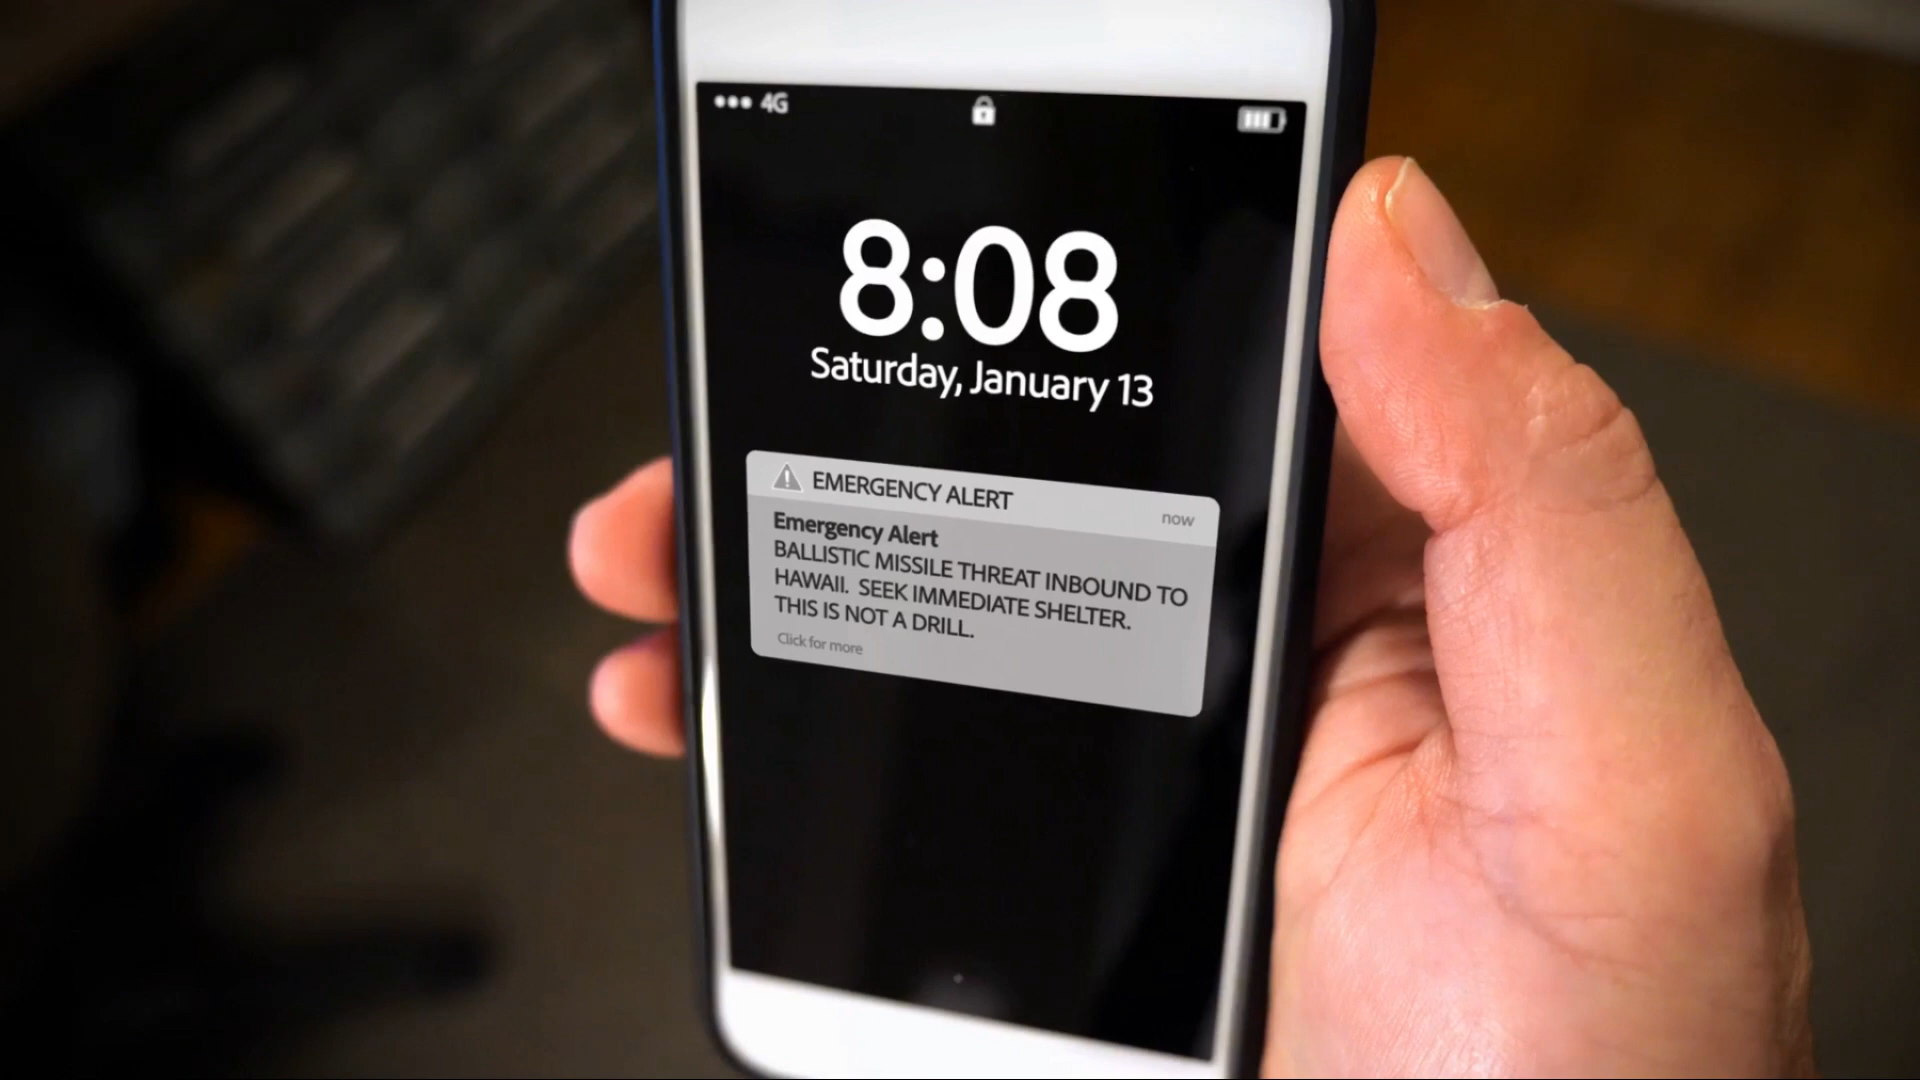 4G
8:08
Saturday, January 13
EMERGENCY ALERT
now
Emergency Alert
BALLISTIC MISSILE THREAT INBOUND TO
HAWAII.  SEEK IMMEDIATE SHELTER.
THIS IS NOT A DRILL.
Click for more